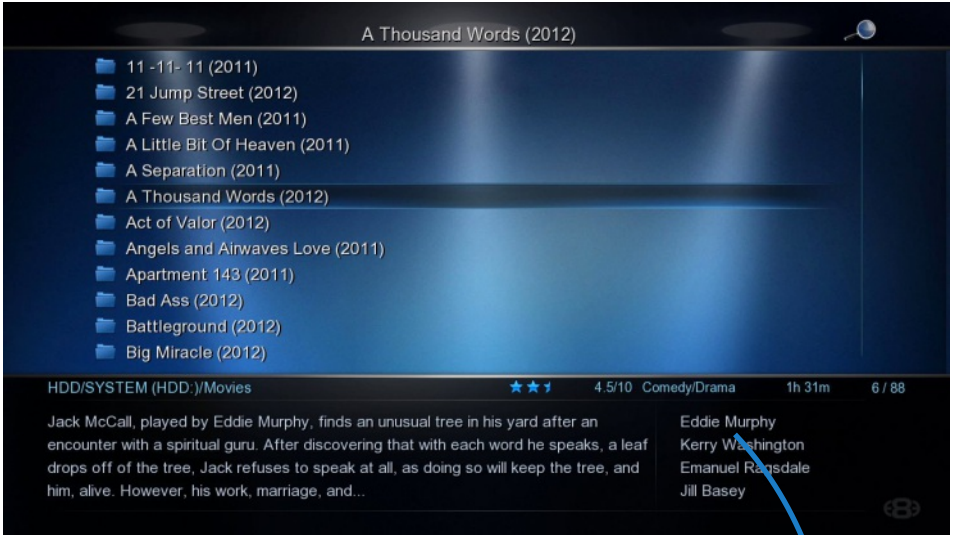 A Thousand Words (2012)
11 -11- 11 (2011)
21 Jump Street (2012)
A Few Best Men (2011)
A Little Bit Of Heaven (2011)
A Separation (2011)
A Thousand Words (2012)
Act of Valor (2012)
Angels and Airwaves Love (2011)
Apartment 143 (2011)
Bad Ass (2012)
Battleground (2012)
Big Miracle (2012)
HDD/SYSTEM (HDD:)/Movies 4.5/10 Comedy/Drama 1h 31m 6 / 88
Jack McCall, played by Eddie Murphy, finds an unusual tree in his yard after an
encounter with a spiritual guru. After discovering that with each word he speaks, a leaf
drops off of the tree, Jack refuses to speak at all, as doing so will keep the tree, and
him, alive. However, his work, marriage, and...
Eddie Murphy
Kerry Washington
Emanuel Ragsdale
Jill Basey